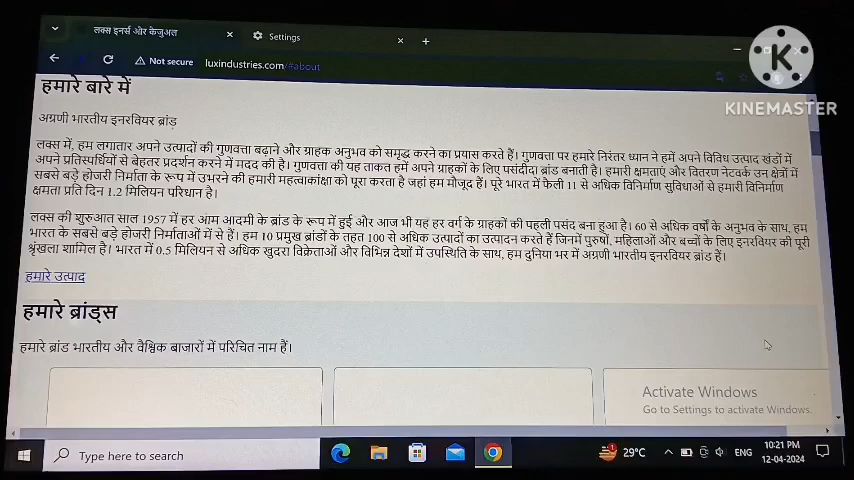 लक्स इनर्स और केजुअल
Settings
Not secure
luxindustries.com/#about
K
KINEMASTER
हमारे बारे में
अग्रणी भारतीय इनरवियर ब्रांड
लक्स में, हम लगातार अपने उत्पादों की गुणवत्ता बढ़ाने और ग्राहक अनुभव को समृद्ध करने का प्रयास करते हैं। गुणवत्ता पर हमारे निरंतर ध्यान ने हमें अपने विविध उत्पाद खंडों में
अपने प्रतिस्पर्धियों से बेहतर प्रदर्शन करने में मदद की है। गुणवत्ता की यह ताकत हमें अपने ग्राहकों के लिए पसंदीदा ब्रांड बनाती है। हमारी क्षमताएं और वितरण नेटवर्क उन क्षेत्रों में
सबसे बड़े होजरी निर्माता के रूप में उभरने की हमारी महत्वाकांक्षा को पूरा करता है जहां हम मौजूद हैं। पूरे भारत में फैली 11 से अधिक विनिर्माण सुविधाओं से हमारी विनिर्माण
क्षमता प्रति दिन 1.2 मिलियन परिधान है।
लक्स की शुरुआत साल 1957 में हर आम आदमी के ब्रांड के रूप में हुई और आज भी यह हर वर्ग के ग्राहकों की पहली पसंद बना हुआ है। 60 से अधिक वर्षों के अनुभव के साथ, हम
भारत के सबसे बड़े होजरी निर्माताओं में से हैं। हम 10 प्रमुख ब्रांडों के तहत 100 से अधिक उत्पादों का उत्पादन करते हैं जिनमें पुरुषों, महिलाओं और बच्चों के लिए इनरवियर की पूरी
श्रृंखला शामिल है। भारत में 0.5 मिलियन से अधिक खुदरा विक्रेताओं और विभिन्न देशों में उपस्थिति के साथ, हम दुनिया भर में अग्रणी भारतीय इनरवियर ब्रांड हैं।
हमारे उत्पाद
हमारे ब्रांड्स
हमारे ब्रांड भारतीय और वैश्विक बाजारों में परिचित नाम हैं।
Activate Windows
Go to Settings to activate Windows.
Type here to search
29°C
ENG
10:21 PM
12-04-2024